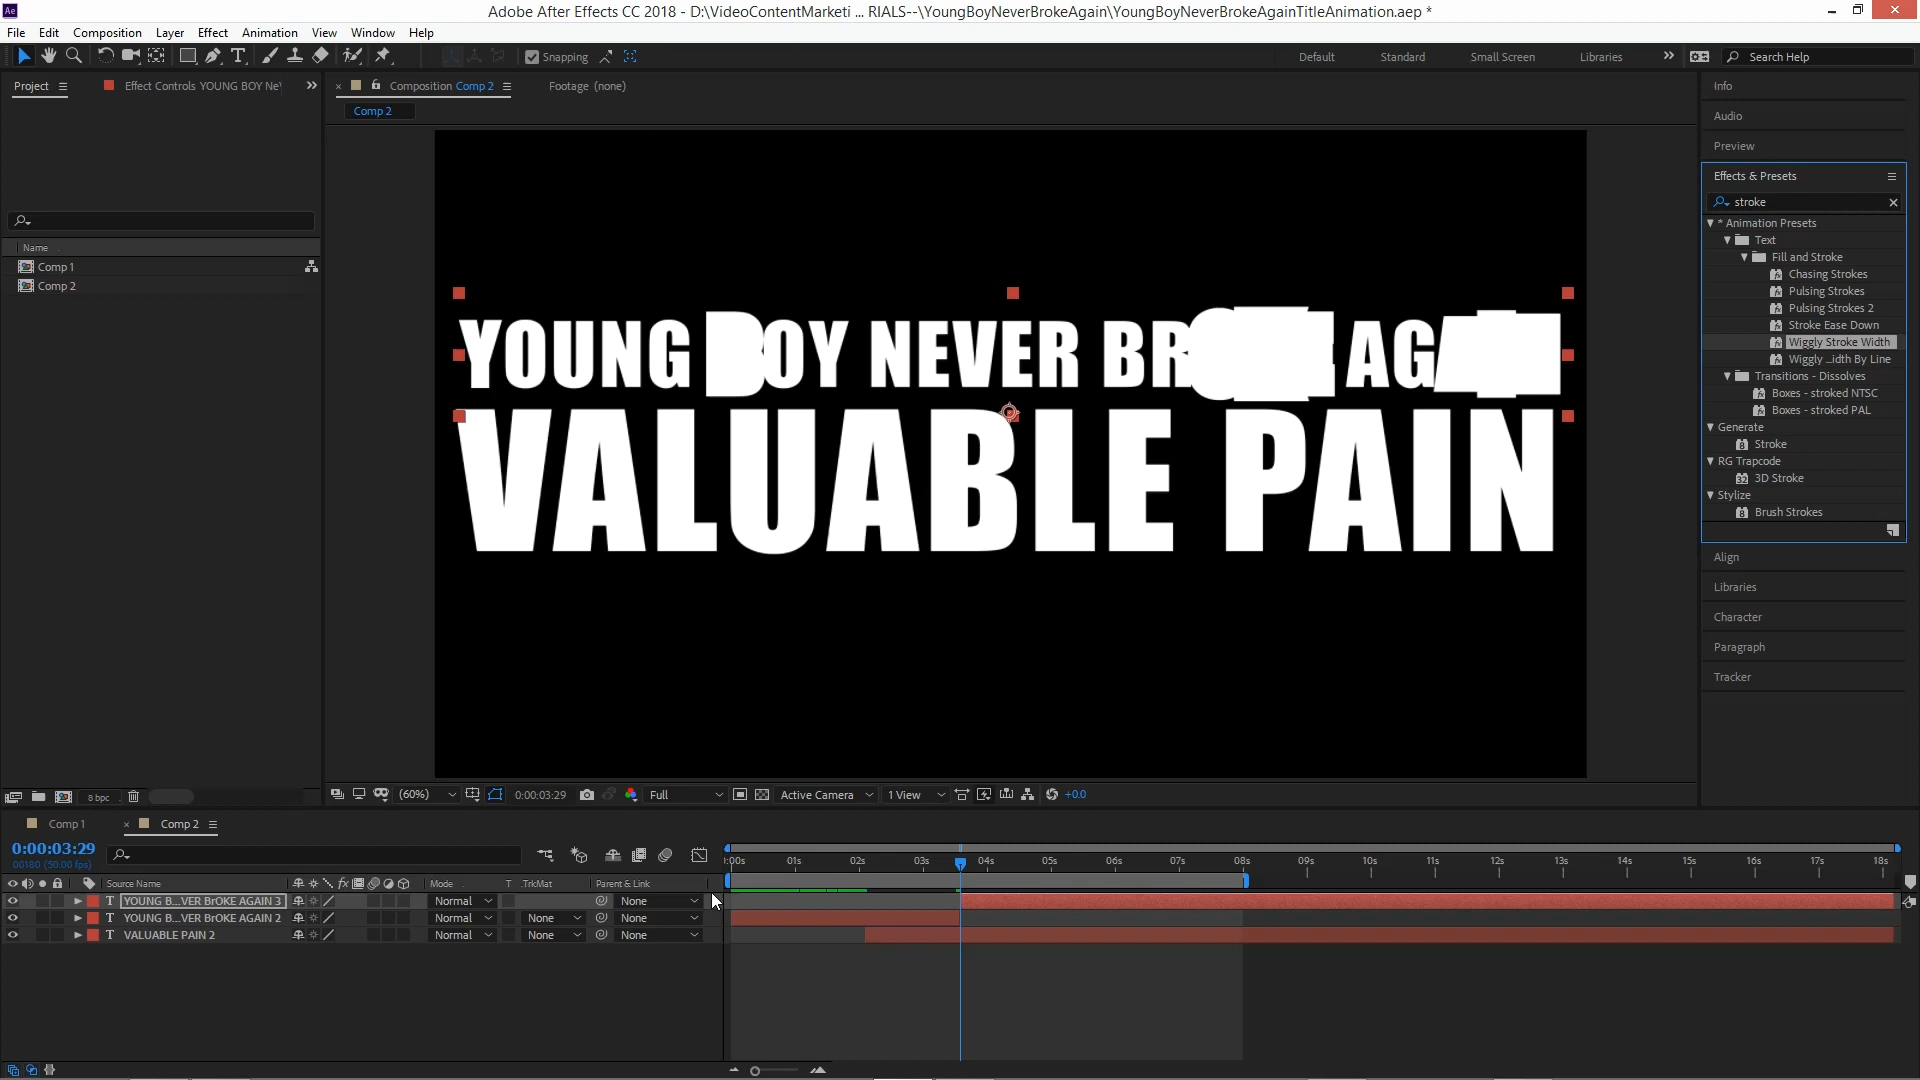 Ae
Adobe After Effects CC 2018 - D:\VideoContentMarketi ... RIALS--\YoungBoyNeverBrokeAgain\YoungBoyNeverBrokeAgainTitleAnimation.aep *
File Edit Composition Layer Effect Animation View Window Help
Snapping
Default Standard Small Screen Libraries Search Help
Project Effect Controls YOUNG BOY Ne
Composition Comp 2 Footage (none)
Comp 2
Name
Comp 1
Comp 2
YOUNG BOY NEVER BR AG
VALUABLE PAIN
Info
Audio
Preview
Effects & Presets
stroke
* Animation Presets
Text
Fill and Stroke
Chasing Strokes
Pulsing Strokes
Pulsing Strokes 2
Stroke Ease Down
Wiggly Stroke Width
Wiggly ...idth By Line
Transitions - Dissolves
Boxes - stroked NTSC
Boxes - stroked PAL
Generate
Stroke
RG Trapcode
3D Stroke
Stylize
Brush Strokes
Align
Libraries
Character
Paragraph
Tracker
8 bpc
(60%) 0:00:03:29 Full Active Camera 1 View +0.0
Comp 1 Comp 2
0:00:03:29
00180 (50.00 fps)
:00s 01s 02s 03s 04s 05s 06s 07s 08s 09s 10s 11s 12s 13s 14s 15s 16s 17s 18s
Source Name Mode T .TrkMat Parent & Link
YOUNG B...VER BrOKE AGAIN 3 Normal None
YOUNG B...VER BrOKE AGAIN 2 Normal None None
VALUABLE PAIN 2 Normal None None